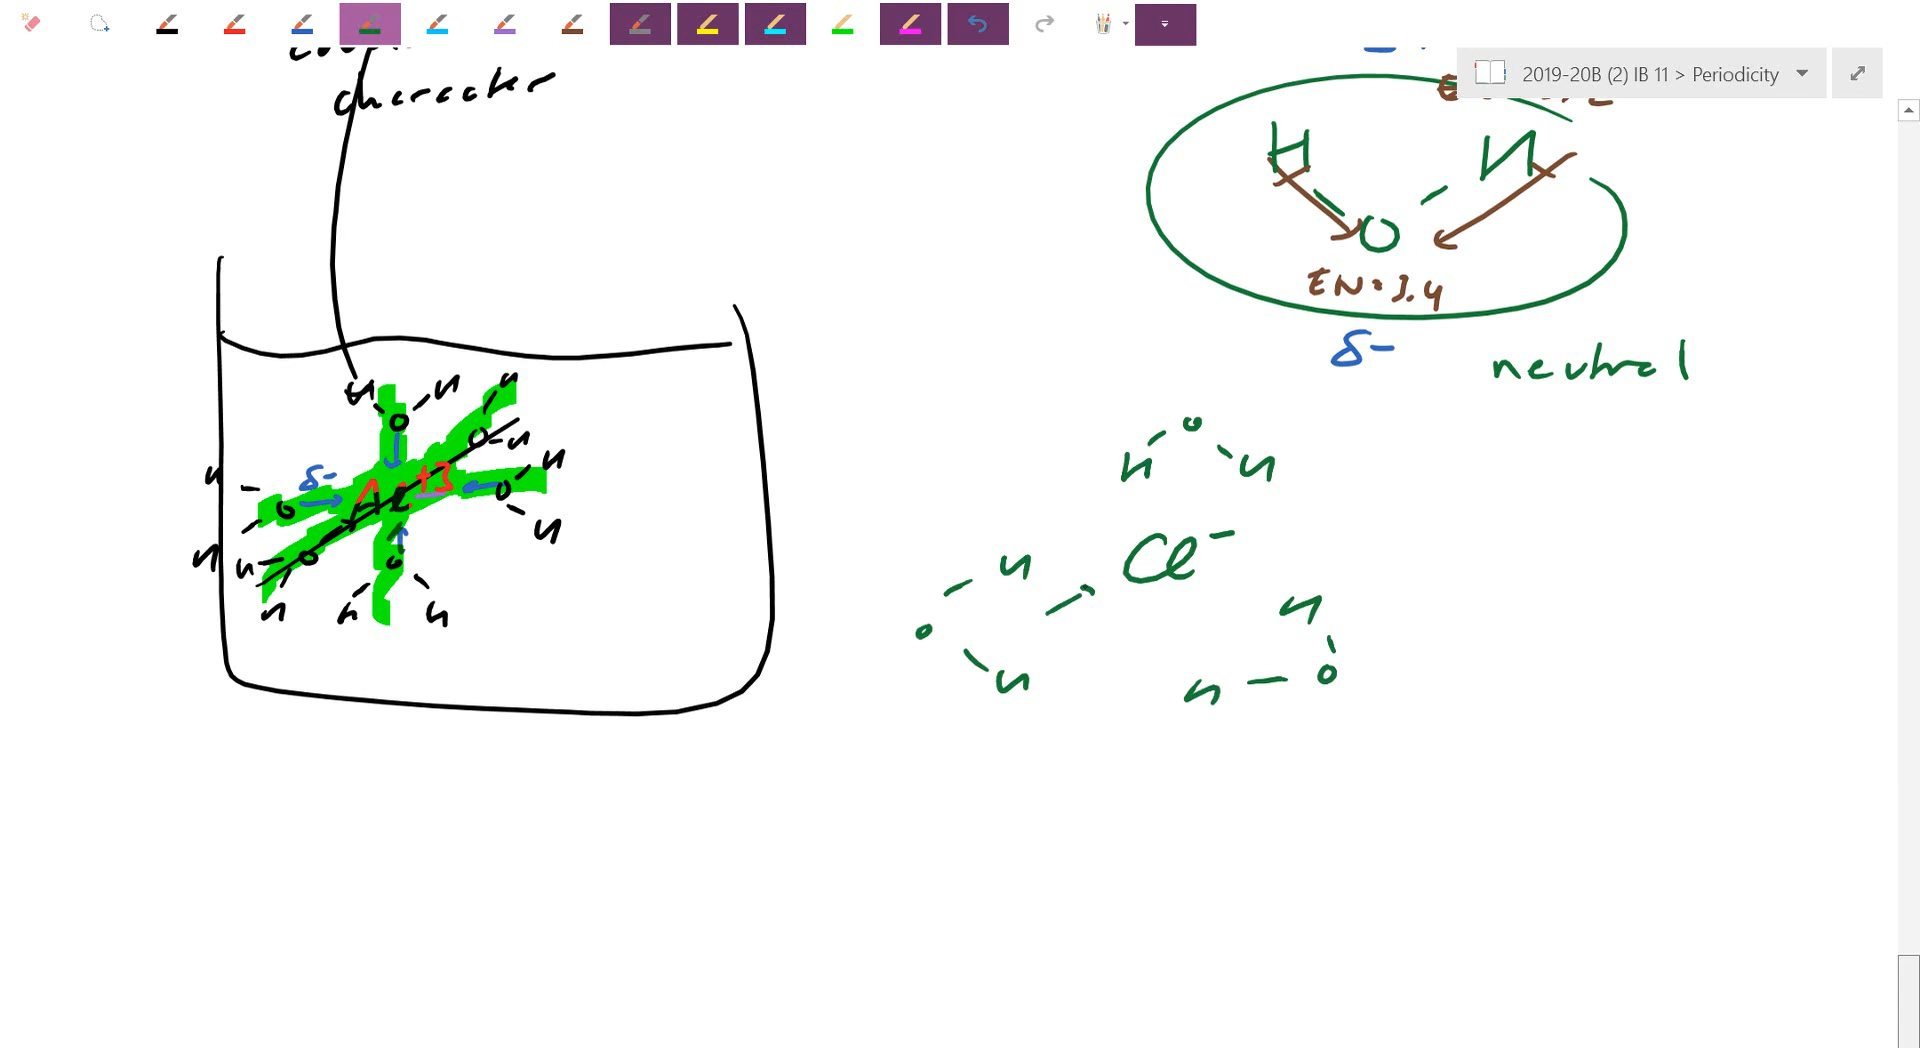 2019-20B (2) IB 11 > Periodicity
character
H H
O
EN = 3.4
δ-
neutral
H H H
O
O-H
H H
δ- Al +3
O O
H
H H-O O H
H H H
O
H H
Cl⁻
H
O
H
H
H - O